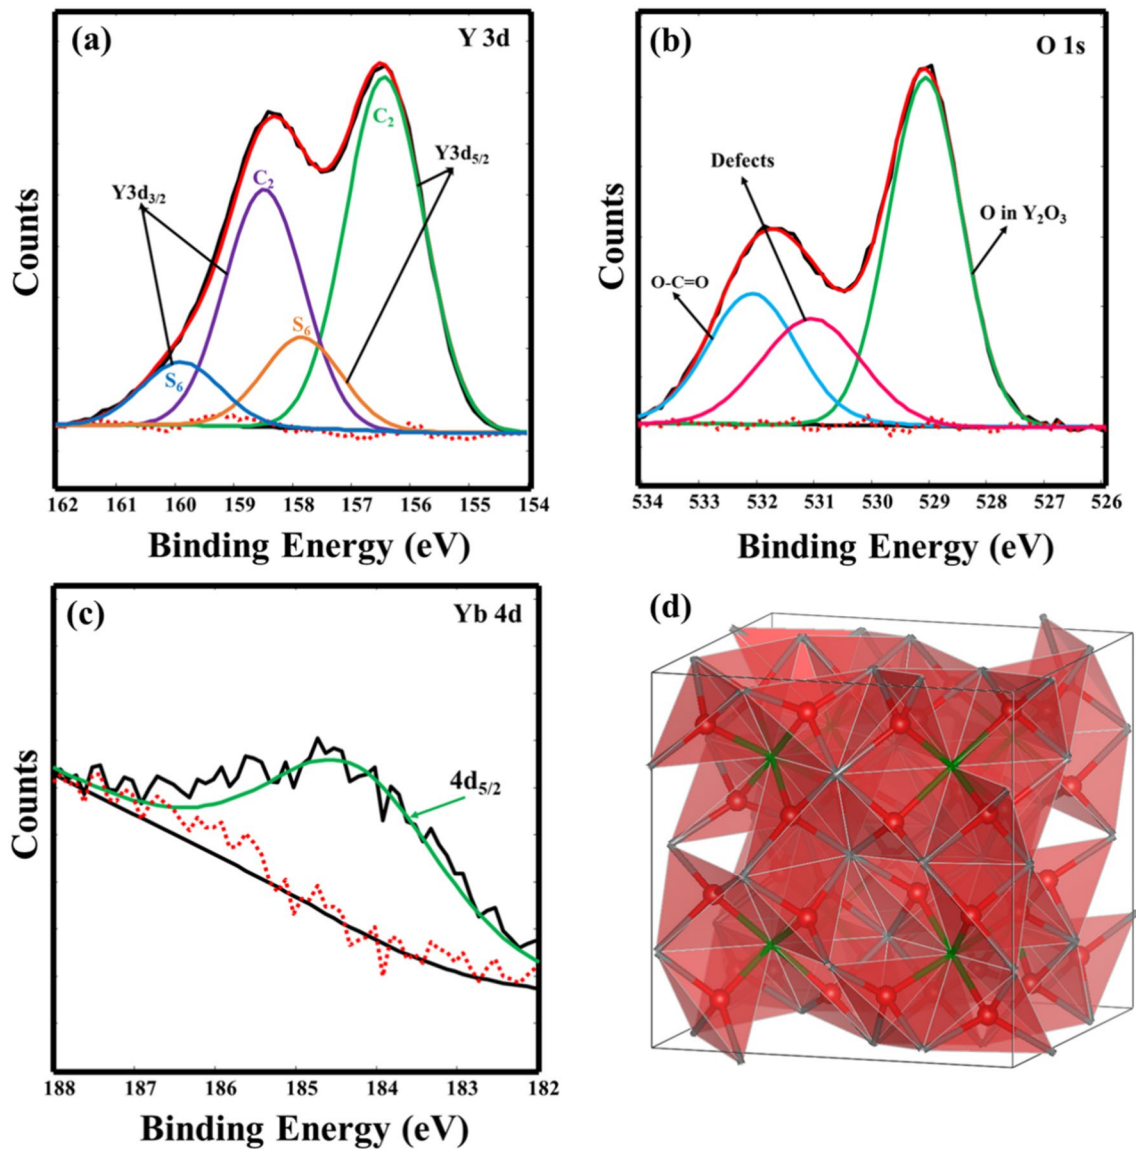 (a)
Y 3d
C₂
Y3d₅/₂
C₂
Y3d₃/₂
S₆
S₆
Counts
162 161 160 159 158 157 156 155 154
Binding Energy (eV)
(b)
O 1s
Defects
O in Y₂O₃
O-C=O
Counts
534 533 532 531 530 529 528 527 526
Binding Energy (eV)
(c)
Yb 4d
4d₅/₂
Counts
188 187 186 185 184 183 182
Binding Energy (eV)
(d)